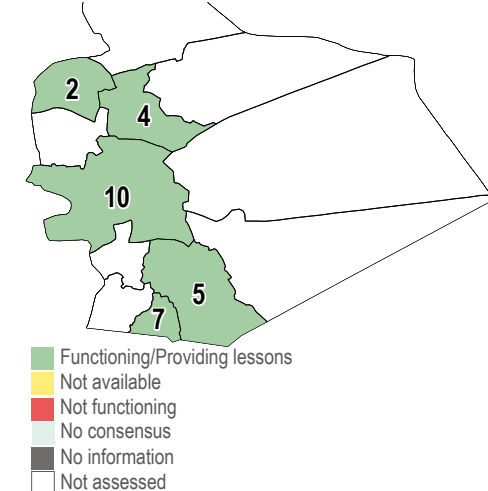 2
4
10
5
7
Functioning/Providing lessons
Not available
Not functioning
No consensus
No information
Not assessed